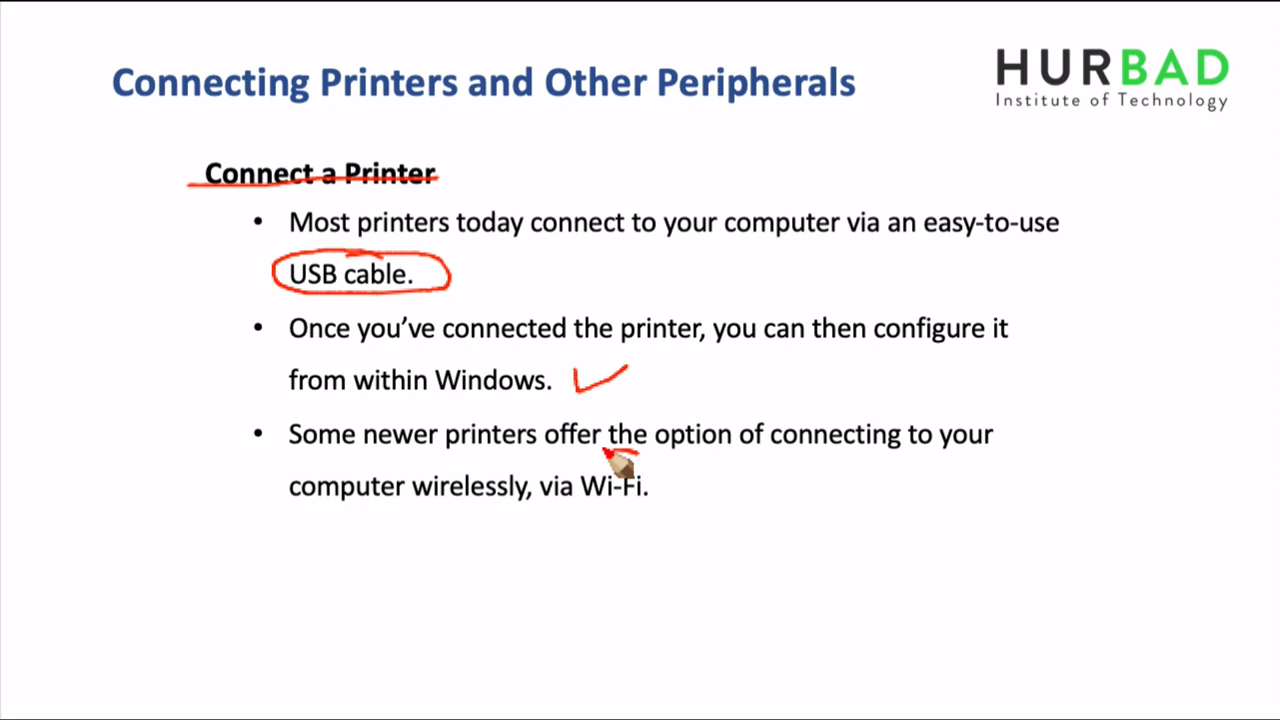 Connecting Printers and Other Peripherals
HURBAD
Institute of Technology
Connect a Printer
• Most printers today connect to your computer via an easy-to-use
USB cable.
• Once you’ve connected the printer, you can then configure it
from within Windows.
• Some newer printers offer the option of connecting to your
computer wirelessly, via Wi-Fi.